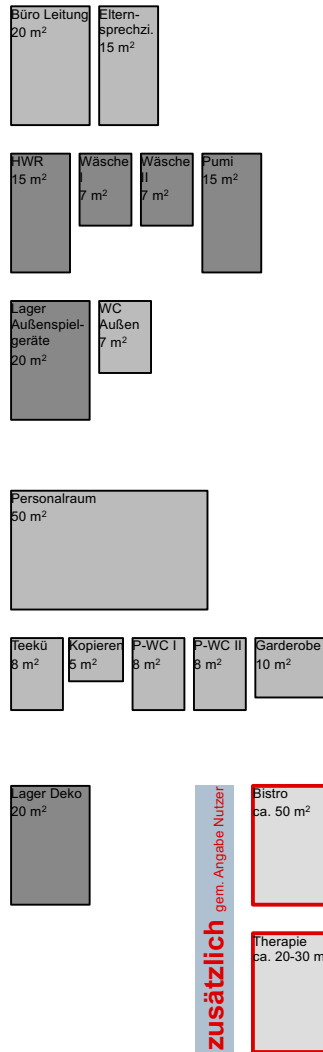 Büro Leitung
20 m²
Eltern-
sprechzi.
15 m²
HWR
15 m²
Wäsche
I
7 m²
Wäsche
II
7 m²
Pumi
15 m²
Lager
Außenspiel-
geräte
20 m²
WC
Außen
7 m²
Personalraum
50 m²
Teekü
8 m²
Kopieren
5 m²
P-WC I
8 m²
P-WC II
8 m²
Garderobe
10 m²
Lager Deko
20 m²
zusätzlich gem. Angabe Nutzer
Bistro
ca. 50 m²
Therapie
ca. 20-30 m